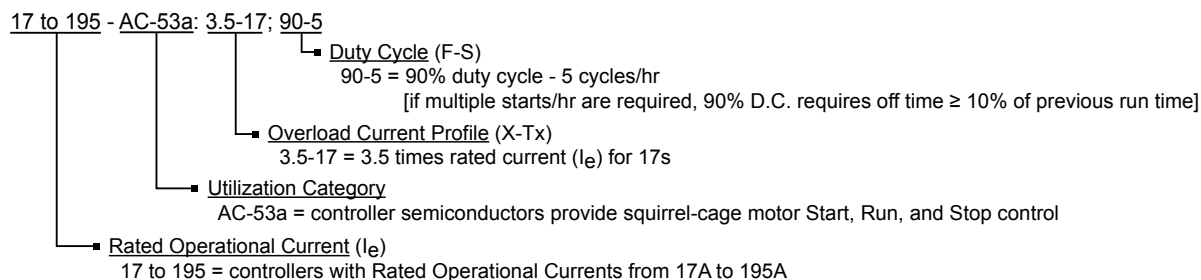 17 to 195 - AC-53a: 3.5-17; 90-5
Duty Cycle (F-S)
90-5 = 90% duty cycle - 5 cycles/hr
[if multiple starts/hr are required, 90% D.C. requires off time ≥ 10% of previous run time]
Overload Current Profile (X-Tx)
3.5-17 = 3.5 times rated current (Ie) for 17s
Utilization Category
AC-53a = controller semiconductors provide squirrel-cage motor Start, Run, and Stop control
Rated Operational Current (Ie)
17 to 195 = controllers with Rated Operational Currents from 17A to 195A